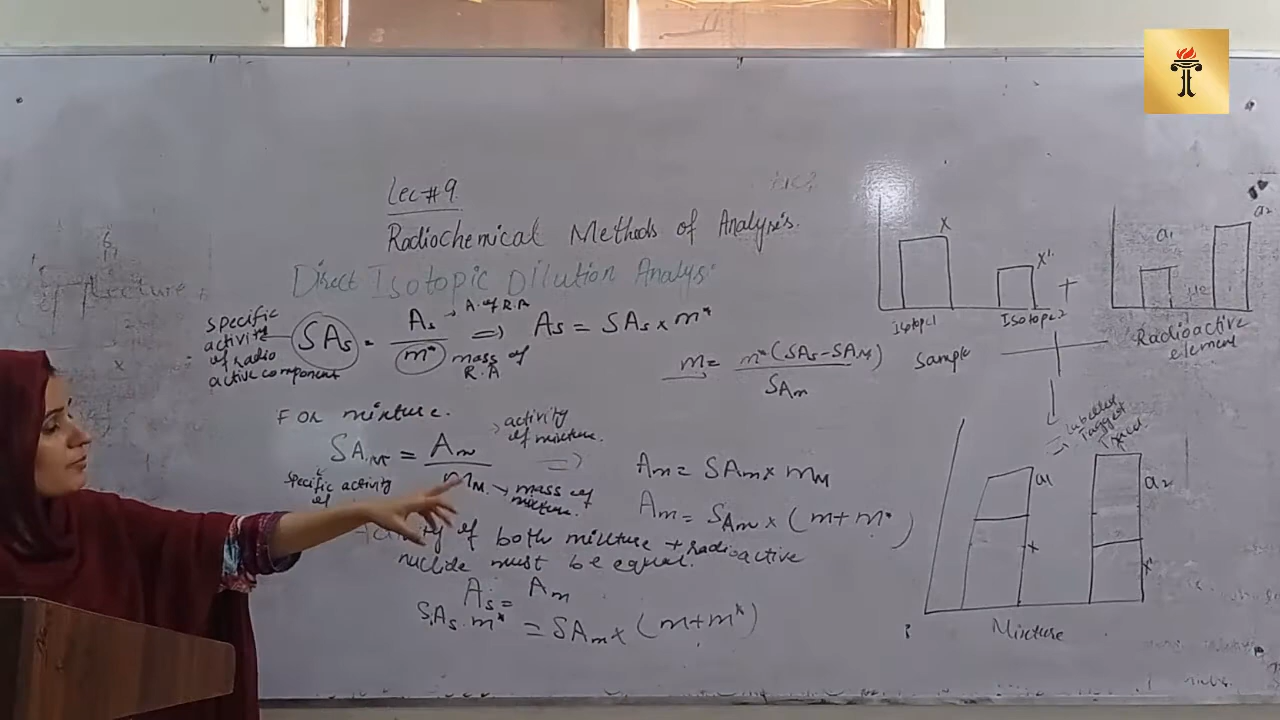 Lec # 9.
Radiochemical Methods of Analysis.
Direct Isotopic Dilution Analysis
specific
activity
of radio
active component
SAs = As / m* => As = SAs × m*
A. of R.A
mass of
R.A
m = m*(SAs - SAm) / SAm
For mixture.
SAM = Am / mM. =>
activity
of mixture.
specific activity
of
mass of
mixture.
Am = SAm × mM
Am = SAm × (m + m*)
of both mixture + radioactive
nuclide must be equal.
As = Am
S.As . m* = SAm × (m + m*)
X
X''
Isotope 1
Isotope 2
Sample
+
a1
a2
Radioactive
element
a1
x
a2
Mixture